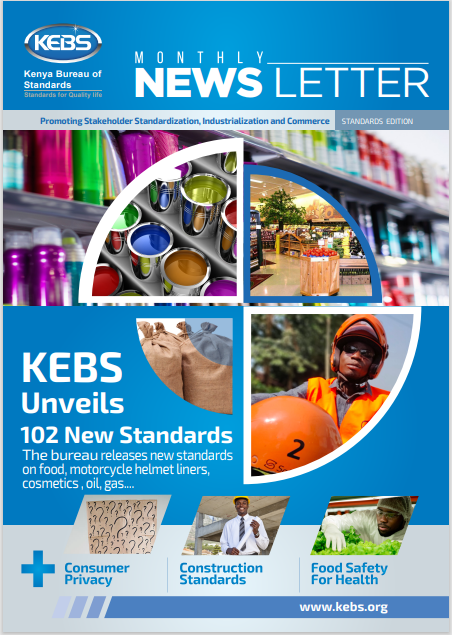 KEBS
Kenya Bureau of
Standards
Standards for Quality life
MONTHLY
NEWS LETTER
Promoting Stakeholder Standardization, Industrialization and Commerce
STANDARDS EDITION
KEBS
Unveils
102 New Standards
The bureau releases new standards
on food, motorcycle helmet liners,
cosmetics , oil, gas....
2
Consumer
Privacy
Construction
Standards
Food Safety
For Health
www.kebs.org